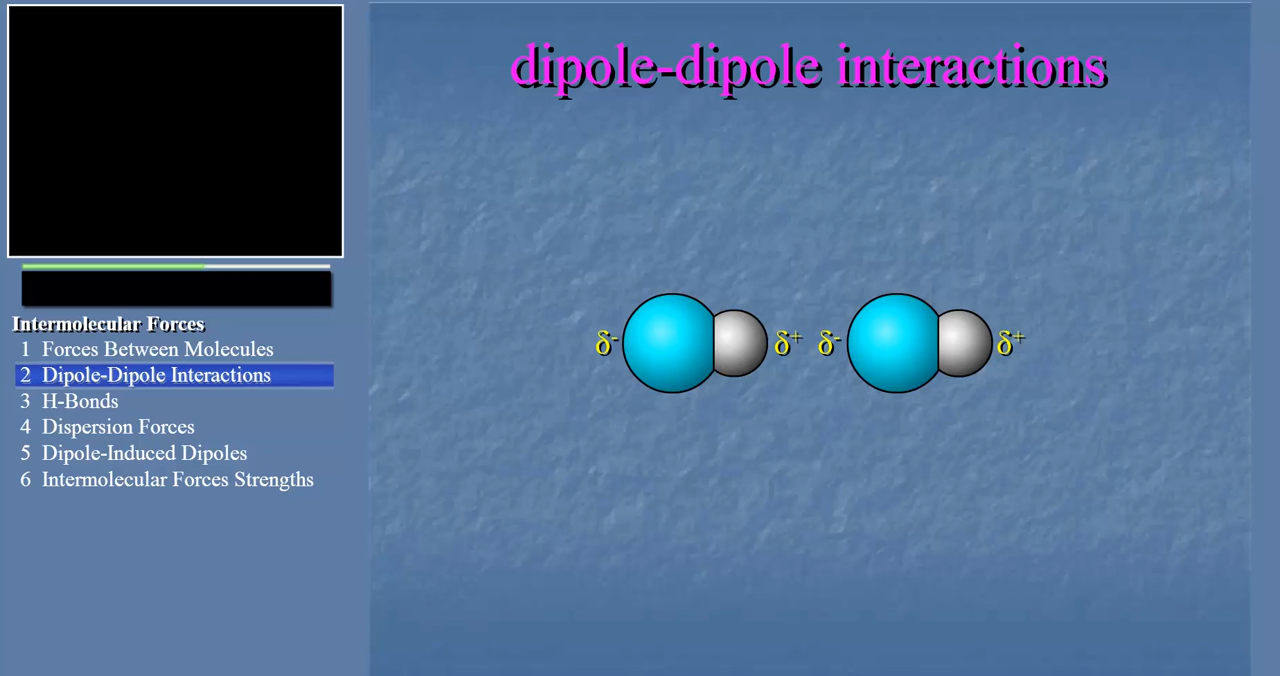 dipole-dipole interactions
δ- δ+ δ- δ+
Intermolecular Forces
1 Forces Between Molecules
2 Dipole-Dipole Interactions
3 H-Bonds
4 Dispersion Forces
5 Dipole-Induced Dipoles
6 Intermolecular Forces Strengths